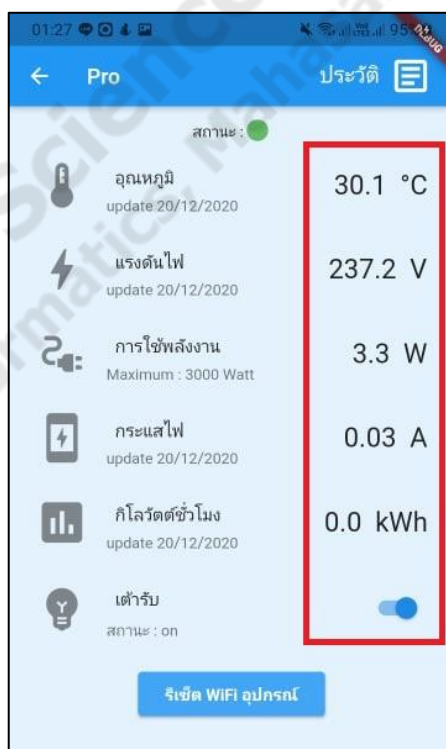 01:27
95%
DEBUG
Pro
ประวัติ
สถานะ :
อุณหภูมิ
update 20/12/2020
30.1 °C
แรงดันไฟ
update 20/12/2020
237.2 V
การใช้พลังงาน
Maximum : 3000 Watt
3.3 W
กระแสไฟ
update 20/12/2020
0.03 A
กิโลวัตต์ชั่วโมง
update 20/12/2020
0.0 kWh
เต้ารับ
สถานะ : on
รีเซ็ต WiFi อุปกรณ์